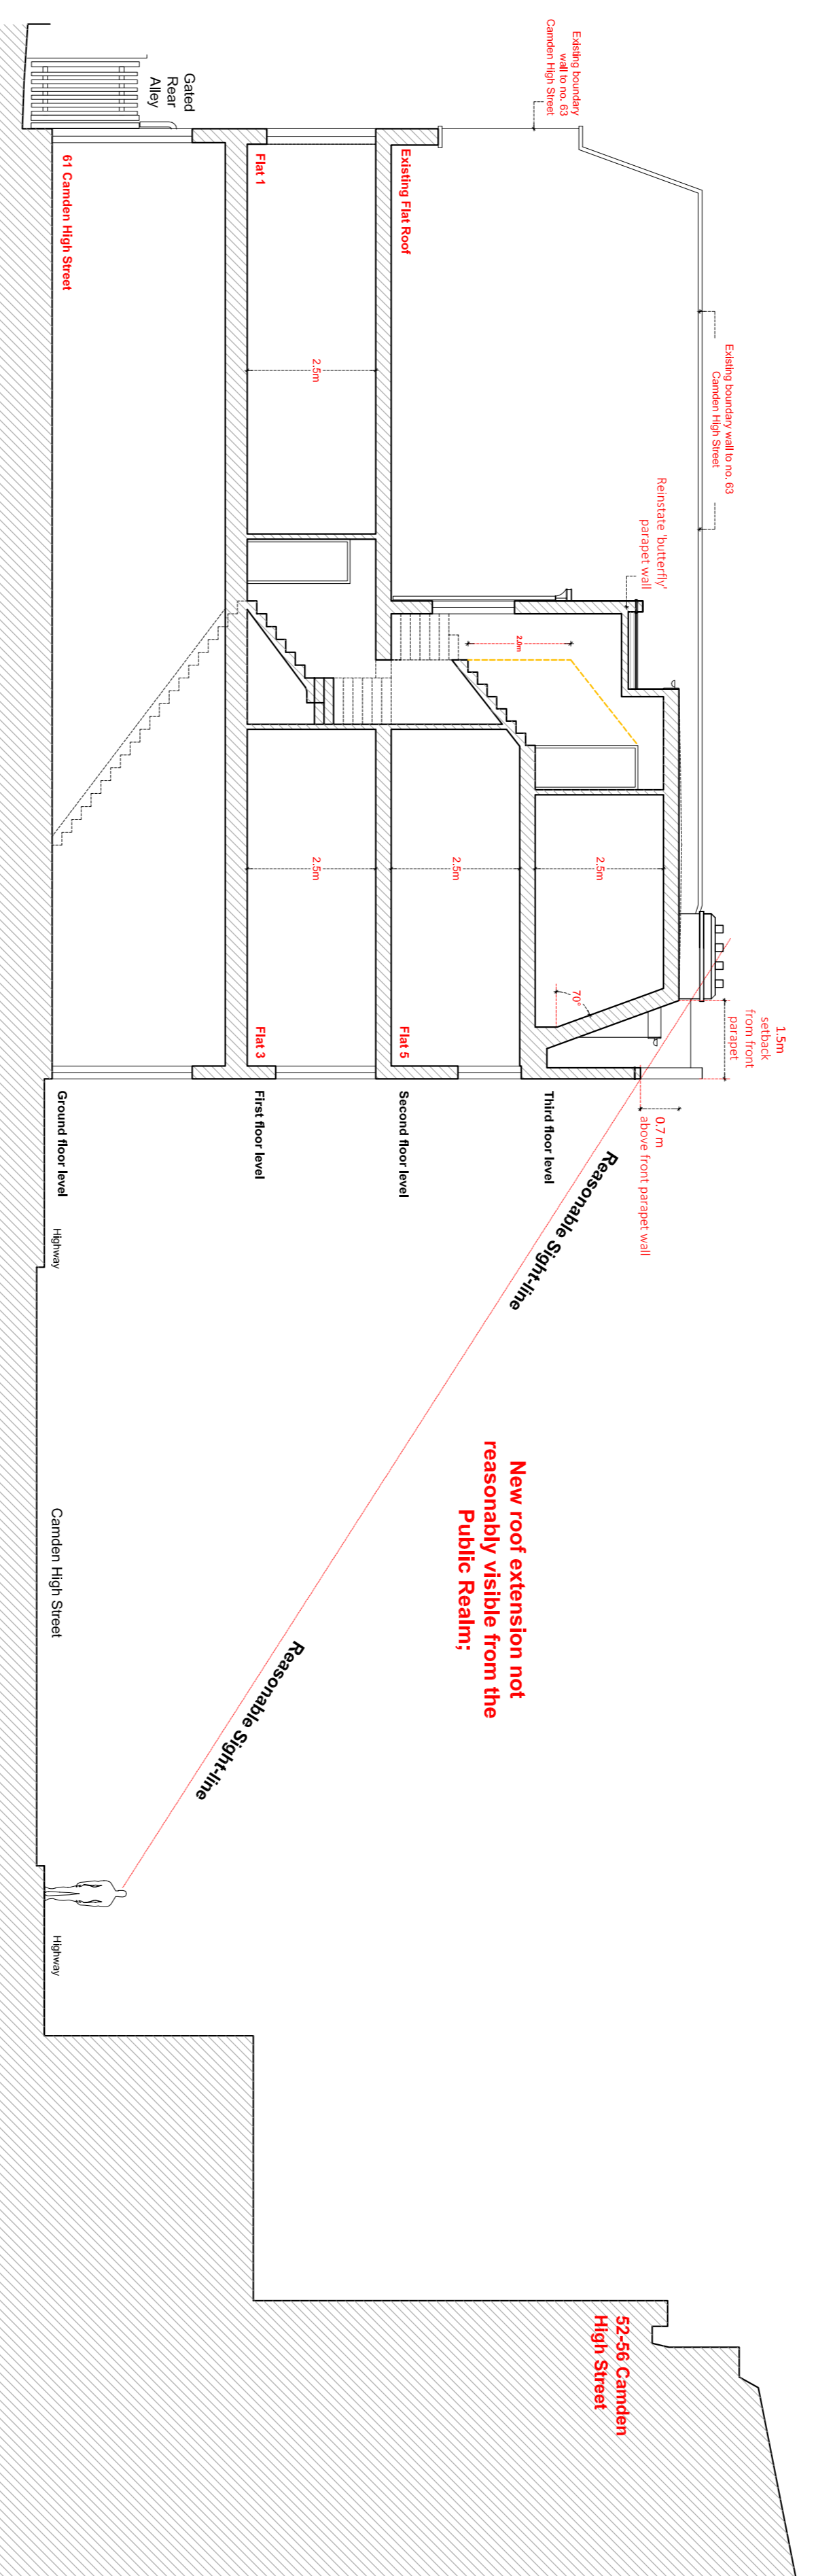 Existing boundary
wall to no. 63
Camden High Street
Existing boundary wall to no. 63
Camden High Street
Reinstate 'butterfly'
parapet wall
1.5m
setback
from front
parapet
0.7 m
above front parapet wall
Gated
Rear
Alley
Existing Flat Roof
Flat 1
61 Camden High Street
2.5m
2.0m
2.5m
2.5m
2.5m
70°
Flat 5
Flat 3
Third floor level
Second floor level
First floor level
Ground floor level
Reasonable Sight-line
New roof extension not
reasonably visible from the
Public Realm;
Reasonable Sight-line
Highway
Camden High Street
Highway
52-56 Camden
High Street